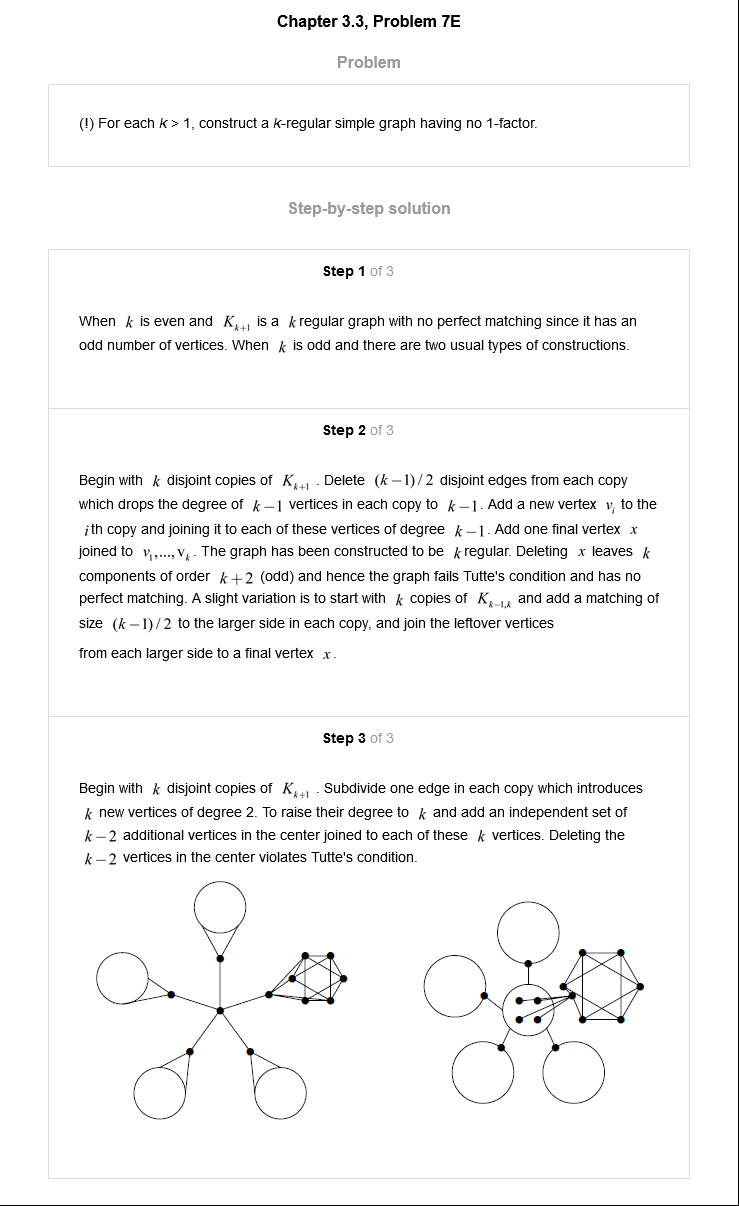 Chapter 3.3, Problem 7E
Problem
(!) For each k > 1, construct a k-regular simple graph having no 1-factor.
Step-by-step solution
Step 1 of 3
When k is even and K_{k+1} is a k regular graph with no perfect matching since it has an
odd number of vertices. When k is odd and there are two usual types of constructions.
Step 2 of 3
Begin with k disjoint copies of K_{k+1} . Delete (k−1)/2 disjoint edges from each copy
which drops the degree of k−1 vertices in each copy to k−1. Add a new vertex v_i to the
ith copy and joining it to each of these vertices of degree k−1. Add one final vertex x
joined to v_1,...,v_k. The graph has been constructed to be k regular. Deleting x leaves k
components of order k+2 (odd) and hence the graph fails Tutte's condition and has no
perfect matching. A slight variation is to start with k copies of K_{k−1,k} and add a matching of
size (k−1)/2 to the larger side in each copy, and join the leftover vertices
from each larger side to a final vertex x.
Step 3 of 3
Begin with k disjoint copies of K_{k+1} . Subdivide one edge in each copy which introduces
k new vertices of degree 2. To raise their degree to k and add an independent set of
k−2 additional vertices in the center joined to each of these k vertices. Deleting the
k−2 vertices in the center violates Tutte's condition.